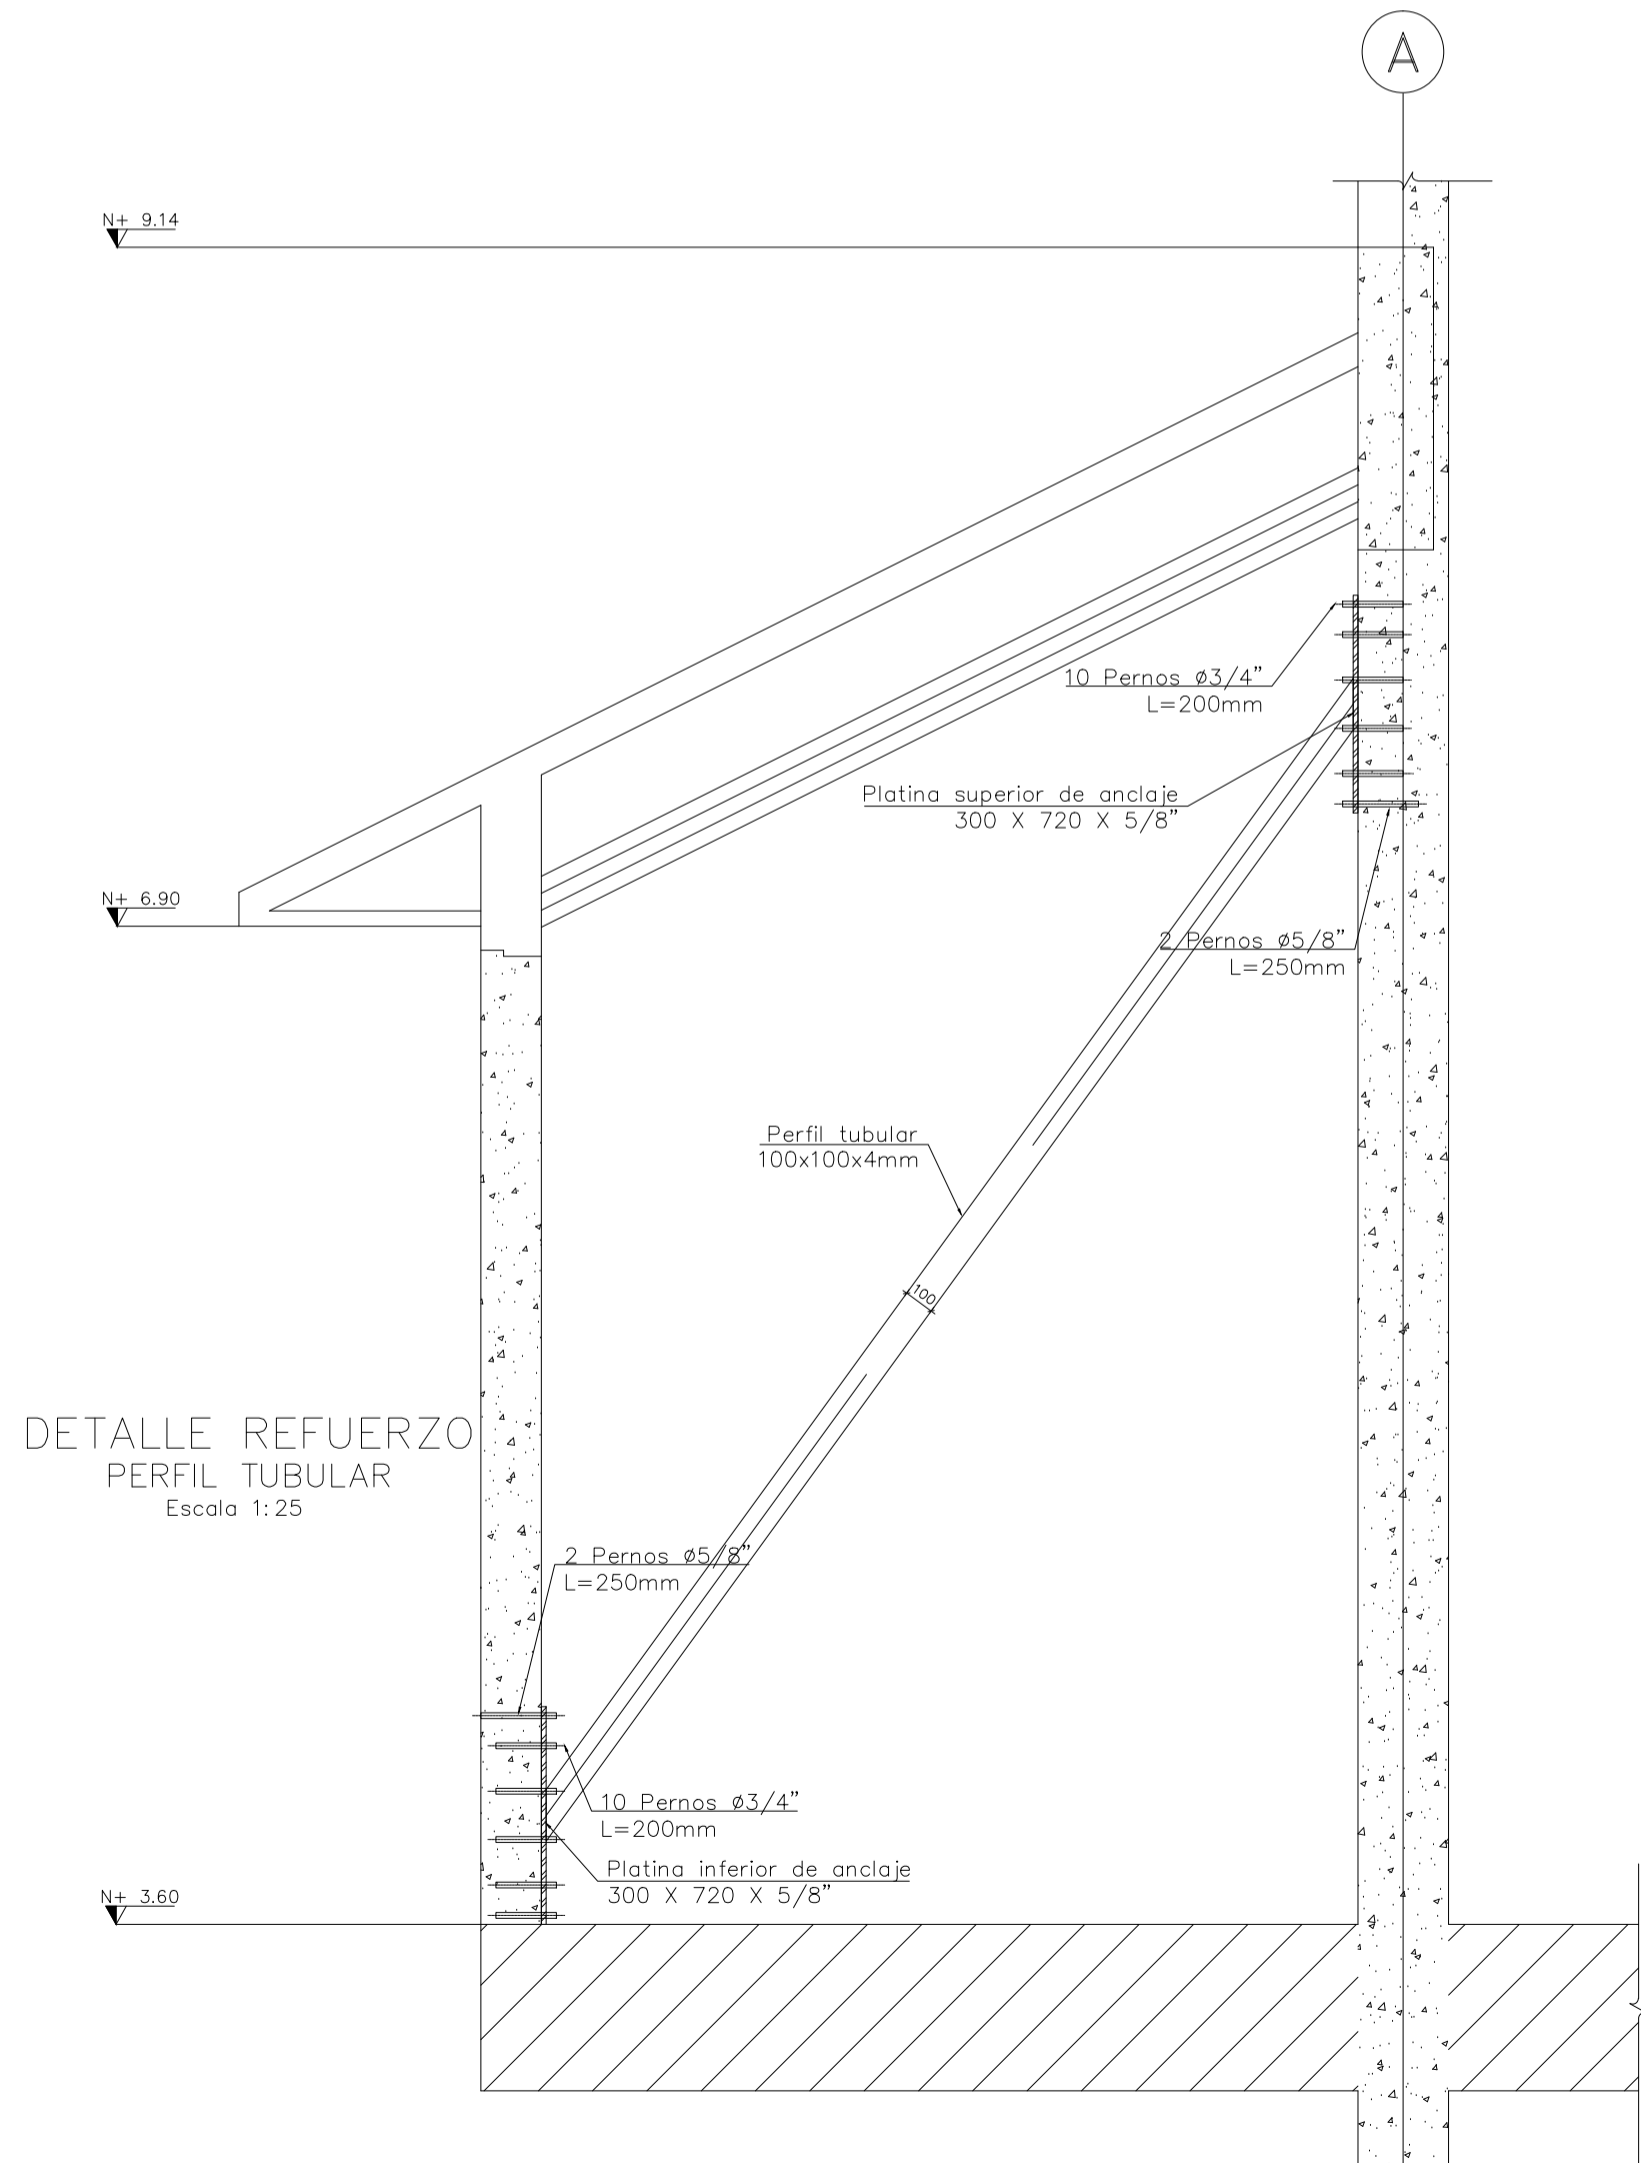 A
N+ 9.14
10 Pernos ø3/4"
L=200mm
Platina superior de anclaje
300 X 720 X 5/8"
N+ 6.90
2 Pernos ø5/8"
L=250mm
Perfil tubular
100x100x4mm
100
DETALLE REFUERZO
PERFIL TUBULAR
Escala 1:25
2 Pernos ø5/8"
L=250mm
10 Pernos ø3/4"
L=200mm
Platina inferior de anclaje
300 X 720 X 5/8"
N+ 3.60